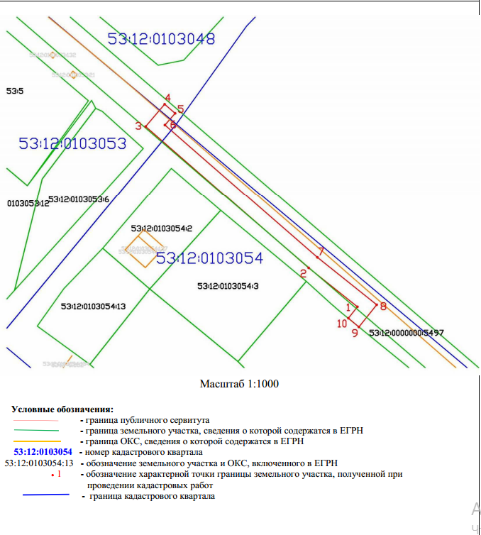 53:12:0103048
53:5
4
5
3
6
53:12:0103053
0103053:12
53:12:0103053:6
53:12:0103054:2
53:12:0103054
7
2
53:12:0103054:3
53:12:0103054:13
1
8
10
9
53:12:0000000:5497
Масштаб 1:1000
Условные обозначения:
- граница публичного сервитута
- граница земельного участка, сведения о которой содержатся в ЕГРН
- граница ОКС, сведения о которой содержатся в ЕГРН
53:12:0103054 - номер кадастрового квартала
53:12:0103054:13 - обозначение земельного участка и ОКС, включенного в ЕГРН
1 - обозначение характерной точки границы земельного участка, полученной при
проведении кадастровых работ
- граница кадастрового квартала